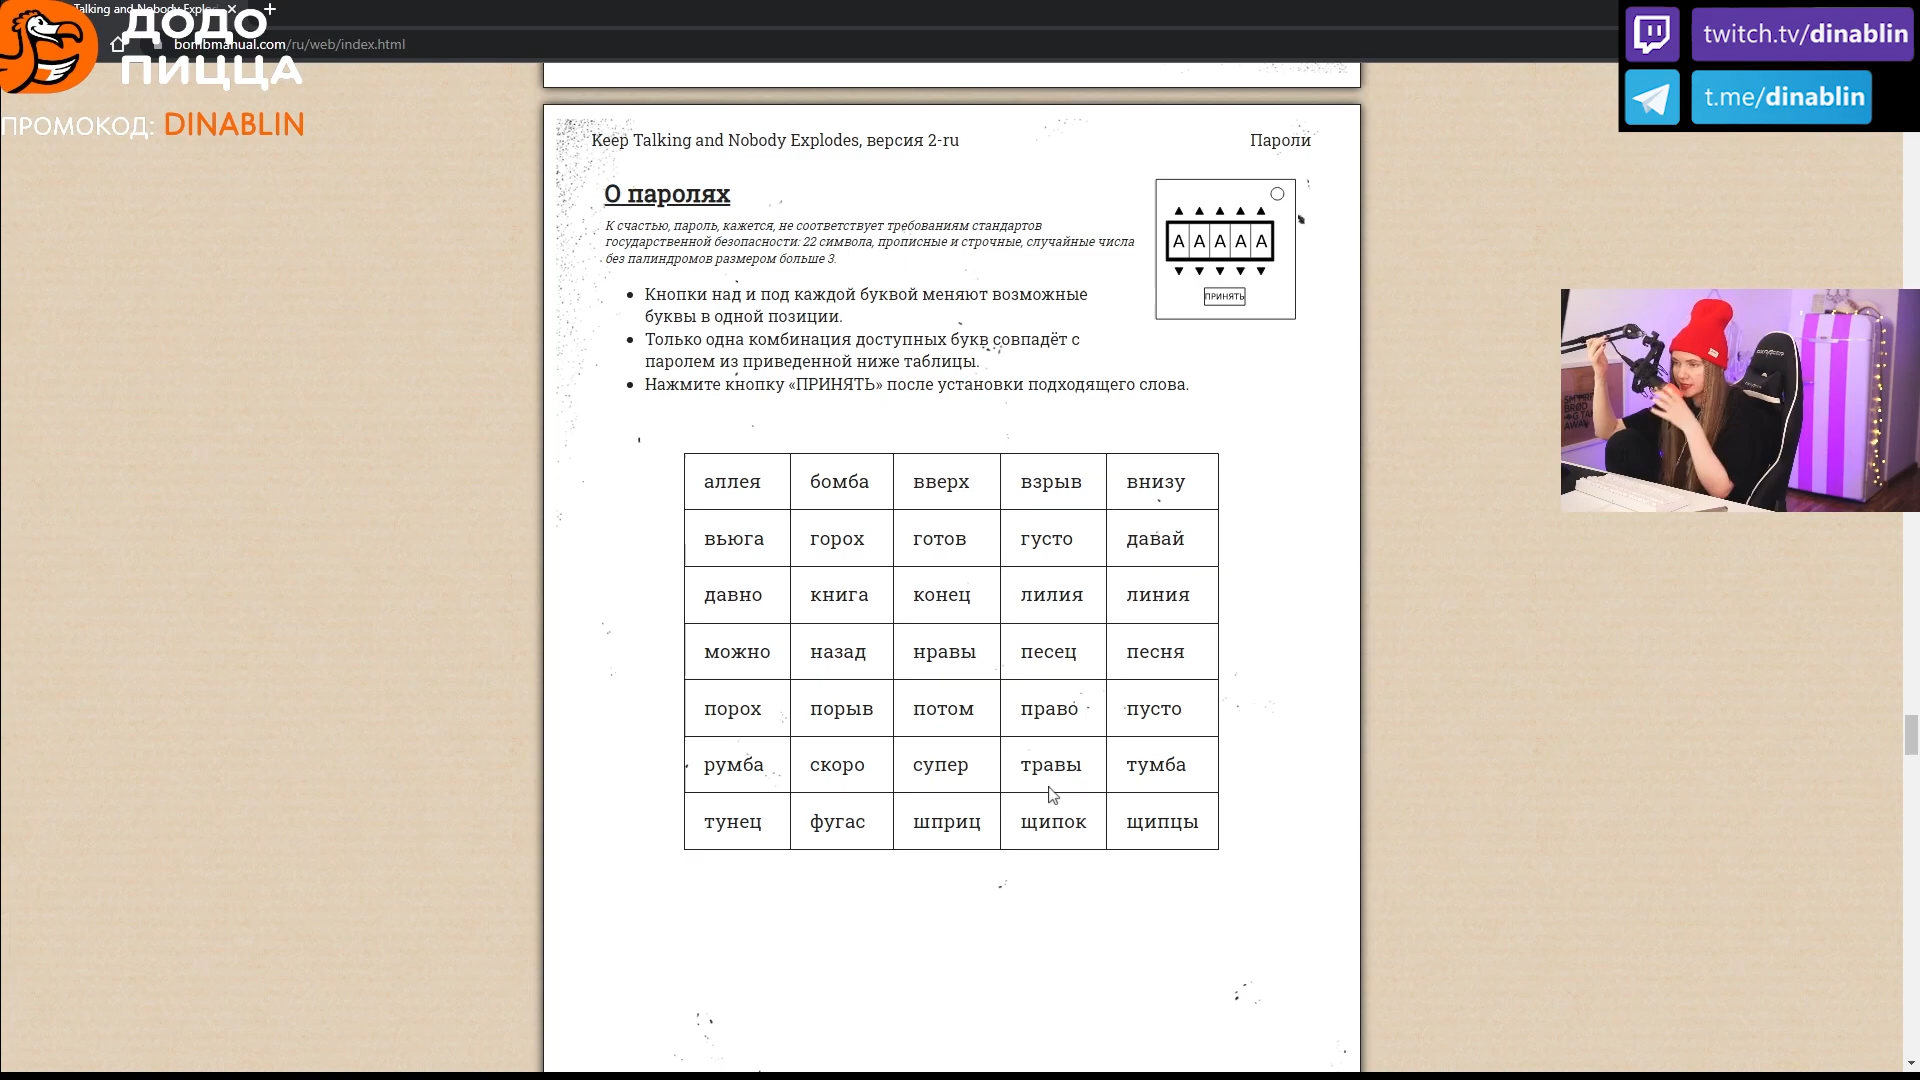 Talking and Nobody Explo
ДОДО
ПИЦЦА
bombmanual.com/ru/web/index.html
ПРОМОКОД: DINABLIN
twitch.tv/dinablin
t.me/dinablin
Keep Talking and Nobody Explodes, версия 2-ru
Пароли
О паролях
К счастью, пароль, кажется, не соответствует требованиям стандартов
государственной безопасности: 22 символа, прописные и строчные, случайные числа
без палиндромов размером больше 3.
A A A A A
ПРИНЯТЬ
• Кнопки над и под каждой буквой меняют возможные
буквы в одной позиции.
• Только одна комбинация доступных букв совпадёт с
паролем из приведенной ниже таблицы.
• Нажмите кнопку «ПРИНЯТЬ» после установки подходящего слова.
аллея бомба вверх взрыв внизу
вьюга горох готов густо давай
давно книга конец лилия линия
можно назад нравы песец песня
порох порыв потом право пусто
румба скоро супер травы тумба
тунец фугас шприц щипок щипцы